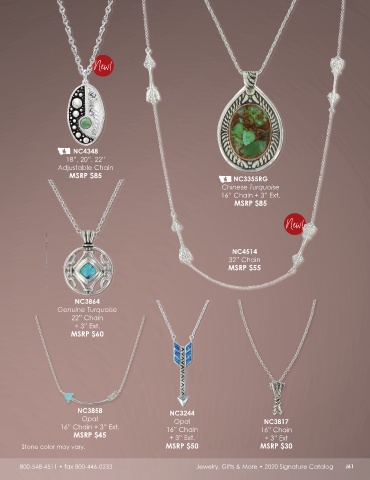 New!
NC4348
18", 20", 22"
Adjustable Chain
MSRP $85
NC3355RG
Chinese Turquoise
16" Chain + 3" Ext.
MSRP $85
New!
NC4514
32" Chain
MSRP $55
NC3864
Genuine Turquoise
22" Chain
+ 3" Ext.
MSRP $60
NC3858
Opal
16" Chain + 3" Ext.
MSRP $45
NC3244
Opal
16" Chain
+ 3" Ext.
MSRP $50
NC3817
16" Chain
+ 3" Ext
MSRP $30
Stone color may vary.
800-548-4511 • Fax 800-446-0233
Jewelry, Gifts & More • 2020 Signature Catalog